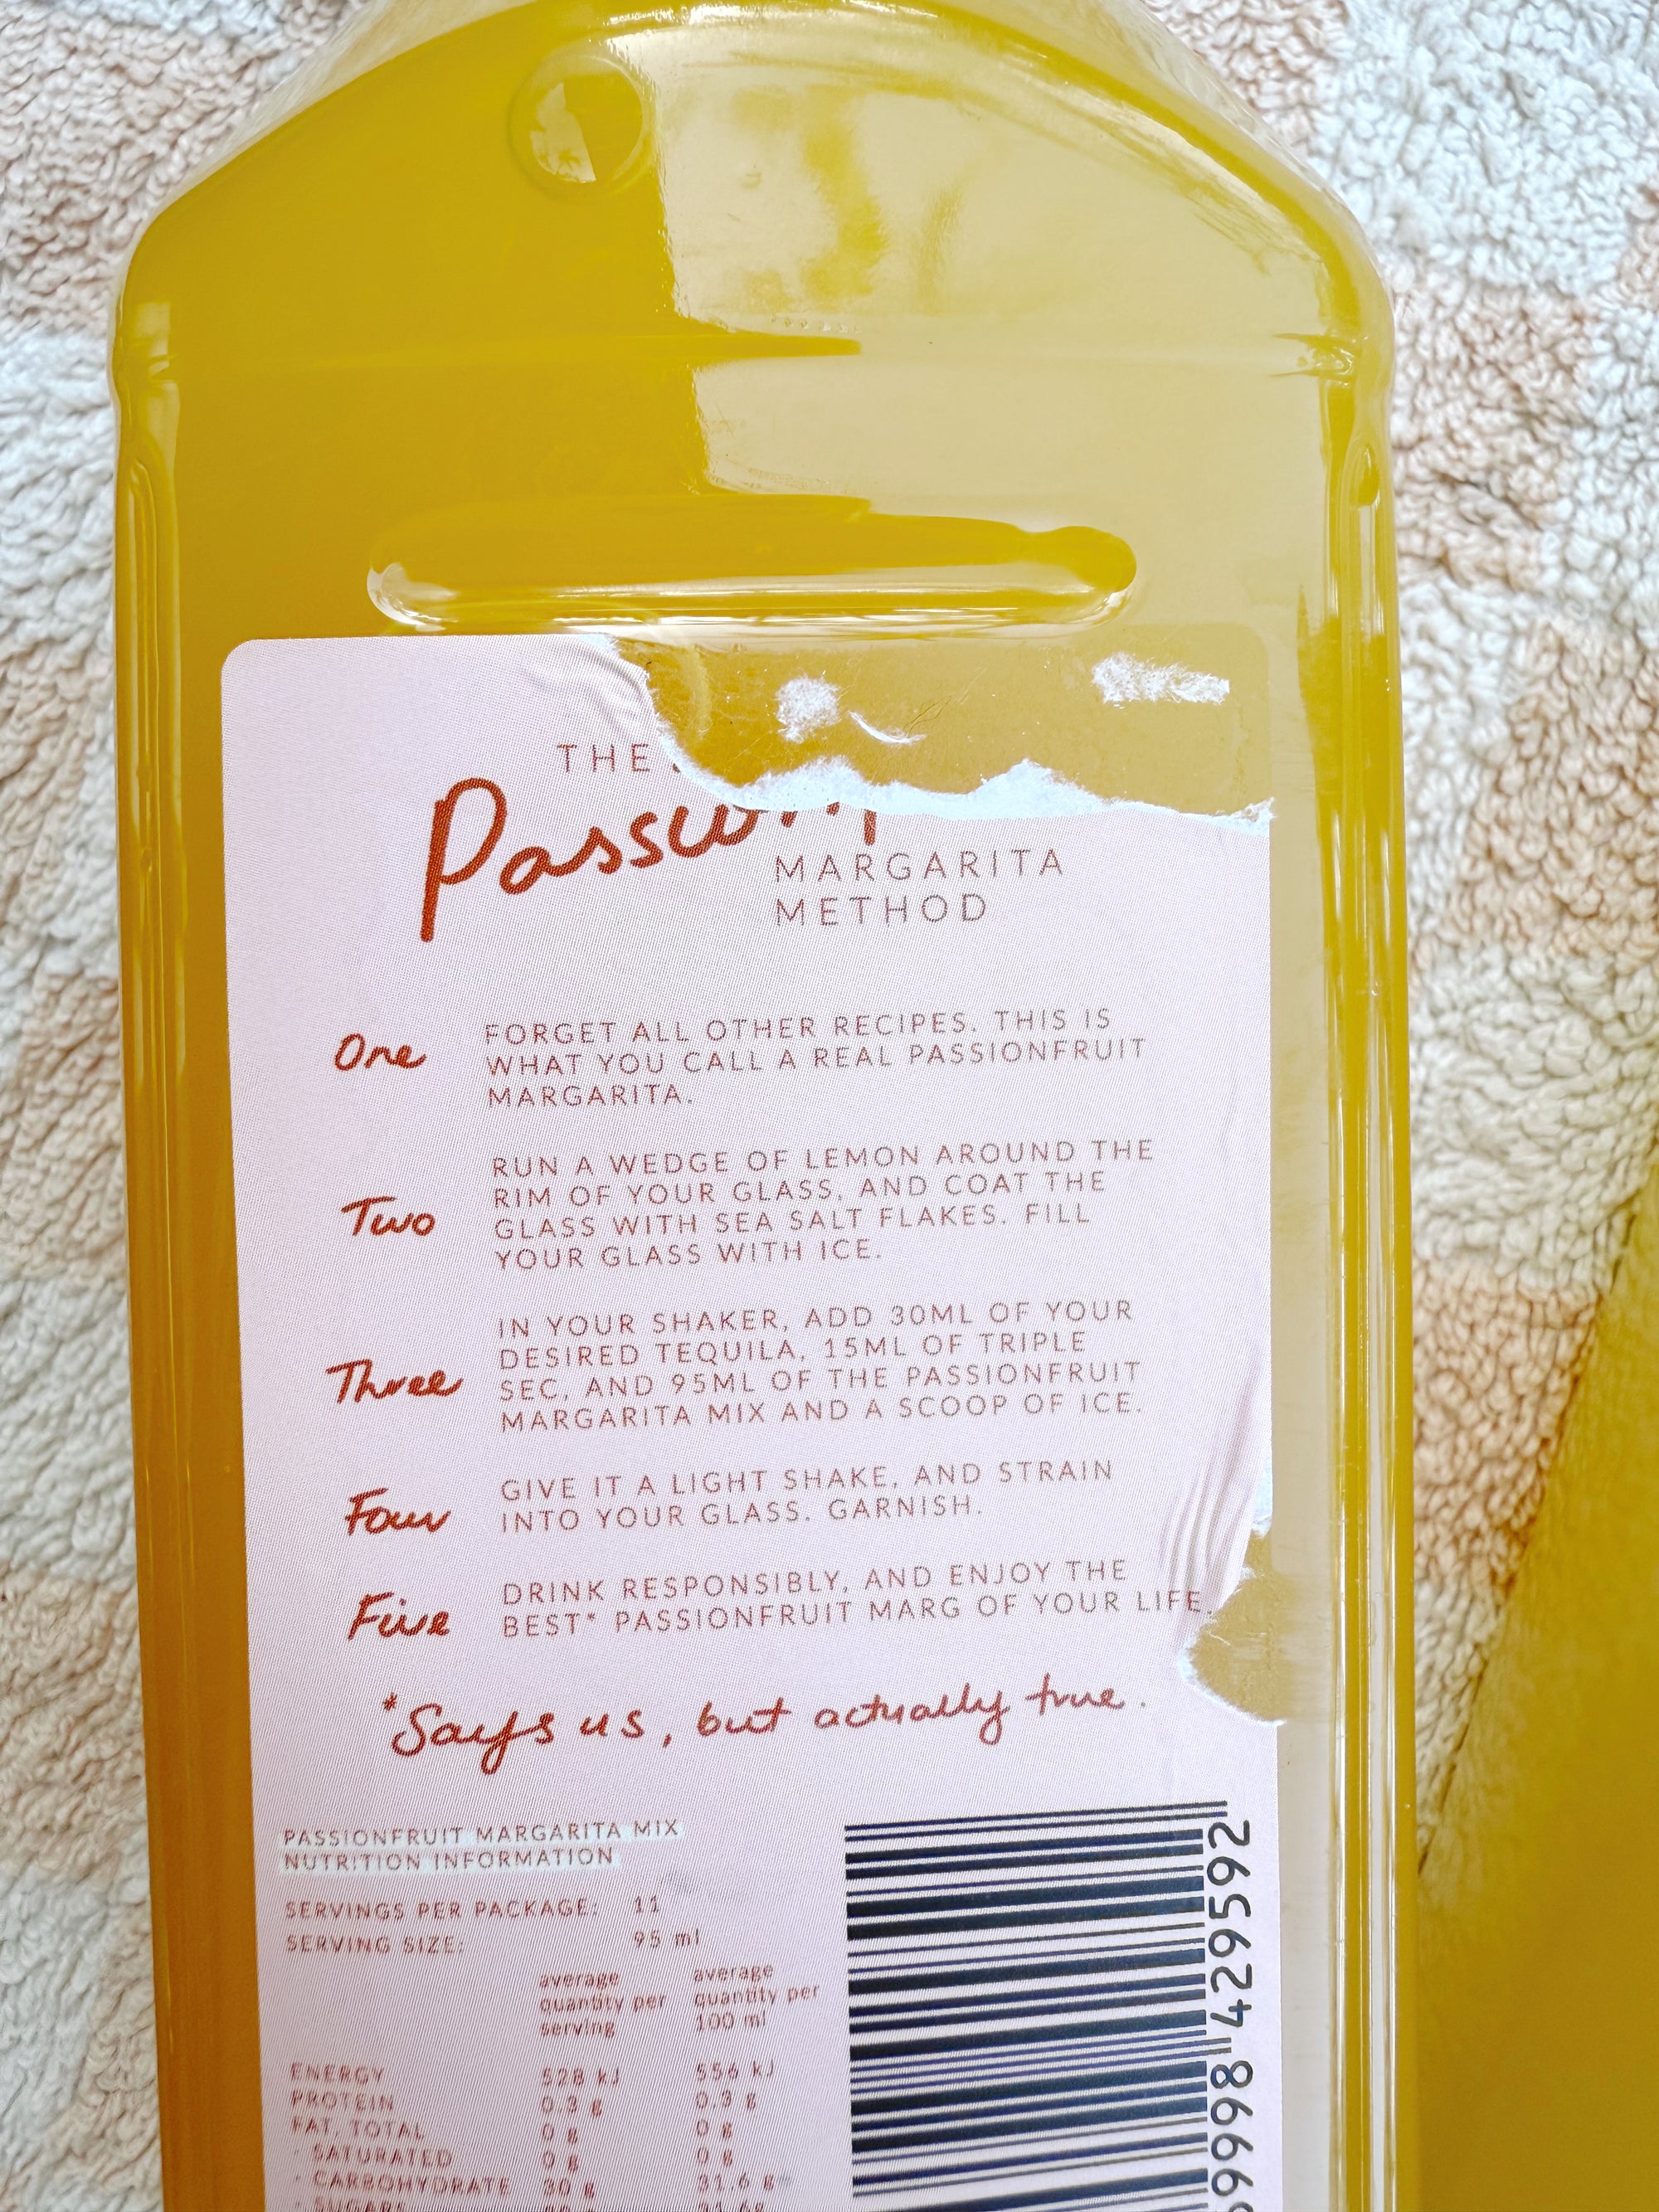 THE
MARGARITA
METHOD
One
FORGET ALL OTHER RECIPES. THIS IS
WHAT YOU CALL A REAL PASSIONFRUIT
MARGARITA.
Two
RUN A WEDGE OF LEMON AROUND THE
RIM OF YOUR GLASS, AND COAT THE
GLASS WITH SEA SALT FLAKES. FILL
YOUR GLASS WITH ICE.
Three
IN YOUR SHAKER, ADD 30ML OF YOUR
DESIRED TEQUILA, 15ML OF TRIPLE
SEC, AND 95ML OF THE PASSIONFRUIT
MARGARITA MIX AND A SCOOP OF ICE.
Four
GIVE IT A LIGHT SHAKE, AND STRAIN
INTO YOUR GLASS. GARNISH.
Five
DRINK RESPONSIBLY, AND ENJOY THE
BEST* PASSIONFRUIT MARG OF YOUR LIFE.
*Says us, but actually true.
PASSIONFRUIT MARGARITA MIX
NUTRITION INFORMATION
SERVINGS PER PACKAGE: 11
SERVING SIZE: 95 ml
average quantity per serving
average quantity per 100 ml
ENERGY 528 kJ 556 kJ
PROTEIN 0.3 g 0.3 g
FAT, TOTAL 0 g 0 g
- SATURATED 0 g 0 g
- CARBOHYDRATE 30 g 31.6 g
- SUGARS